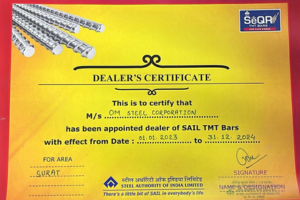 SeQR
DEALER'S CERTIFICATE
This is to certify that
M/s OM STEEL CORPORATION
has been appointed dealer of SAIL TMT Bars
with effect from Date : 01.01.2023 to 31.12.2024
FOR AREA
SURAT
स्टील अथॉरिटी ऑफ इण्डिया लिमिटेड
STEEL AUTHORITY OF INDIA LIMITED
There's a little bit of SAIL in everybody's life
SIGNATURE
NAME & DESIGNATION